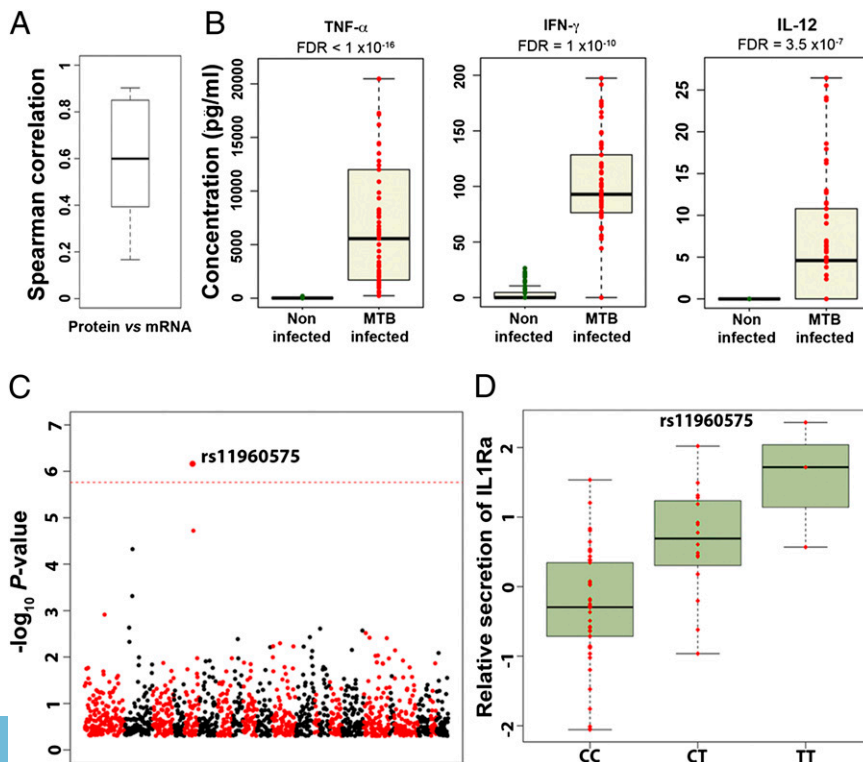 A
Spearman correlation
1
0.8
0.6
0.4
0.2
0
Protein vs mRNA
B
TNF-α
FDR < 1 x10-16
Concentration (pg/ml)
20000
15000
10000
5000
0
Non infected
MTB infected
IFN-γ
FDR = 1 x10-10
200
150
100
50
0
Non infected
MTB infected
IL-12
FDR = 3.5 x10-7
25
20
15
10
5
0
Non infected
MTB infected
C
-log10 P-value
7
6
5
4
3
2
1
0
rs11960575
D
rs11960575
Relative secretion of IL1Ra
2
1
0
-1
-2
CC
CT
TT